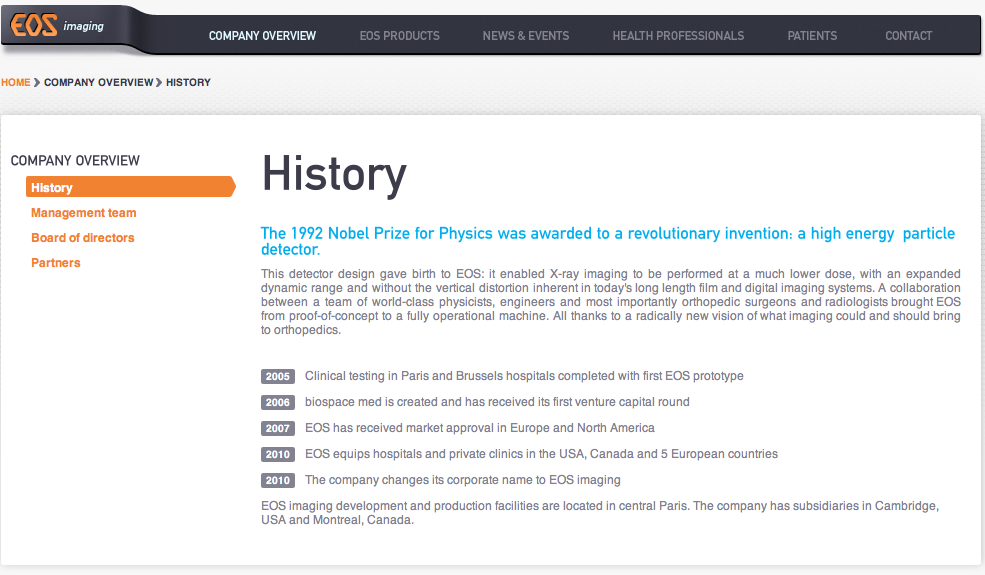 EOS imaging
COMPANY OVERVIEW EOS PRODUCTS NEWS & EVENTS HEALTH PROFESSIONALS PATIENTS CONTACT
HOME COMPANY OVERVIEW HISTORY
COMPANY OVERVIEW
History
Management team
Board of directors
Partners
History
The 1992 Nobel Prize for Physics was awarded to a revolutionary invention: a high energy particle
detector.
This detector design gave birth to EOS: it enabled X-ray imaging to be performed at a much lower dose, with an expanded
dynamic range and without the vertical distortion inherent in today's long length film and digital imaging systems. A collaboration
between a team of world-class physicists, engineers and most importantly orthopedic surgeons and radiologists brought EOS
from proof-of-concept to a fully operational machine. All thanks to a radically new vision of what imaging could and should bring
to orthopedics.
2005 Clinical testing in Paris and Brussels hospitals completed with first EOS prototype
2006 biospace med is created and has received its first venture capital round
2007 EOS has received market approval in Europe and North America
2010 EOS equips hospitals and private clinics in the USA, Canada and 5 European countries
2010 The company changes its corporate name to EOS imaging
EOS imaging development and production facilities are located in central Paris. The company has subsidiaries in Cambridge,
USA and Montreal, Canada.